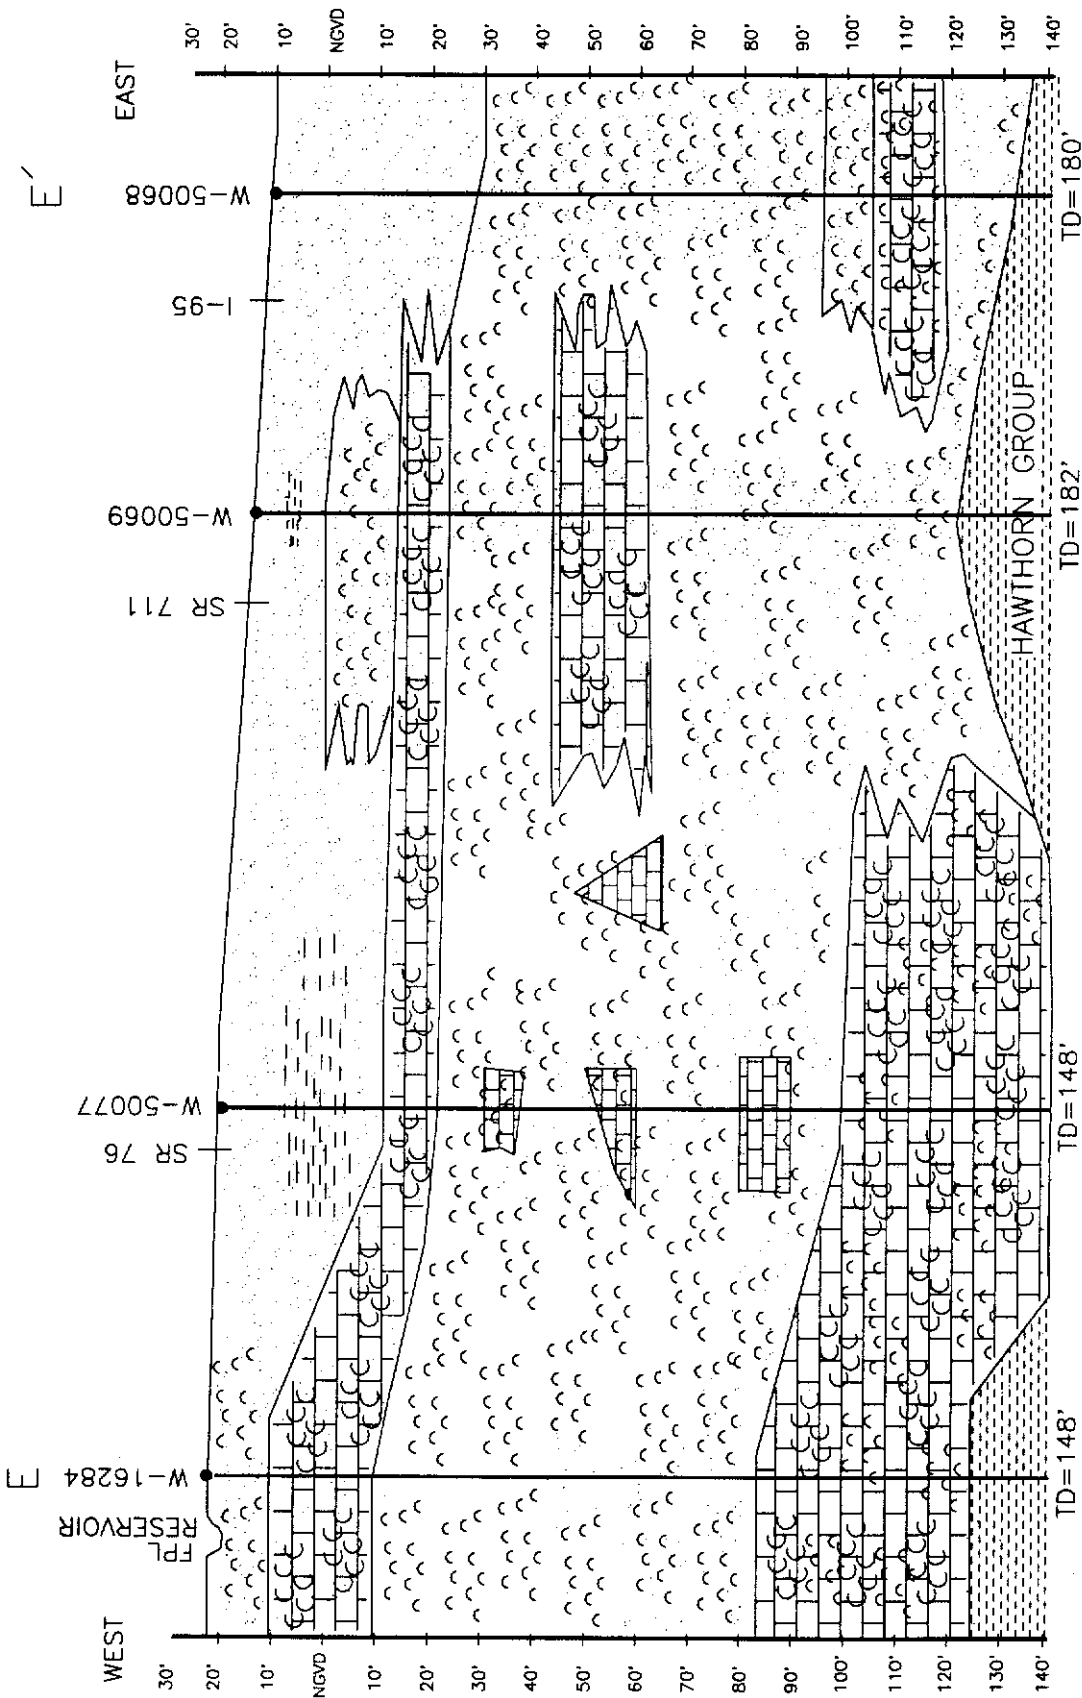 E
E´
WEST
EAST
FPL
RESERVOIR
W-16284
SR 76
W-50077
SR 711
W-50069
I-95
W-50068
30'
20'
10'
NGVD
10'
20'
30'
40'
50'
60'
70'
80'
90'
100'
110'
120'
130'
140'
30'
20'
10'
NGVD
10'
20'
30'
40'
50'
60'
70'
80'
90'
100'
110'
120'
130'
140'
HAWTHORN GROUP
TD=148'
TD=148'
TD=182'
TD=180'